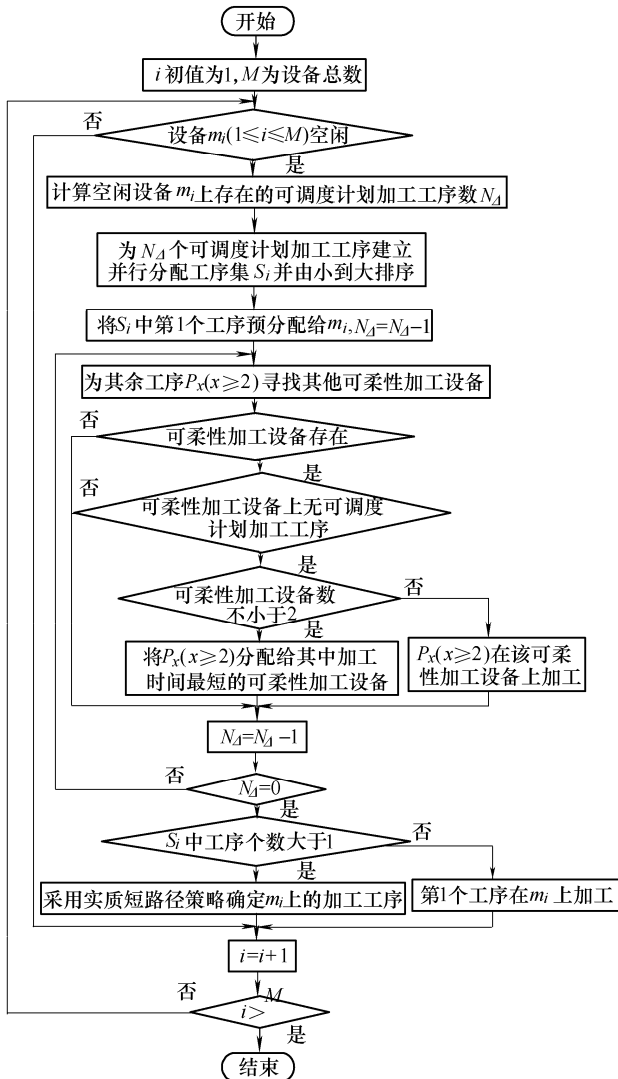 开始
i初值为1,M为设备总数
否
设备mᵢ(1≤i≤M)空闲
是
计算空闲设备mᵢ上存在的可调度计划加工工序数N_Δ
为N_Δ个可调度计划加工工序建立
并行分配工序集Sᵢ并由小到大排序
将Sᵢ中第1个工序预分配给mᵢ,N_Δ=N_Δ-1
为其余工序Pₓ(x≥2)寻找其他可柔性加工设备
否
可柔性加工设备存在
是
否
可柔性加工设备上无可调度
计划加工工序
是
可柔性加工设备数
不小于2
否
是
将Pₓ(x≥2)分配给其中加工
时间最短的可柔性加工设备
Pₓ(x≥2)在该可柔
性加工设备上加工
N_Δ=N_Δ-1
否
N_Δ=0
是
Sᵢ中工序个数大于1
否
是
采用实质短路径策略确定mᵢ上的加工工序
第1个工序在mᵢ上加工
i=i+1
否
i>M
是
结束